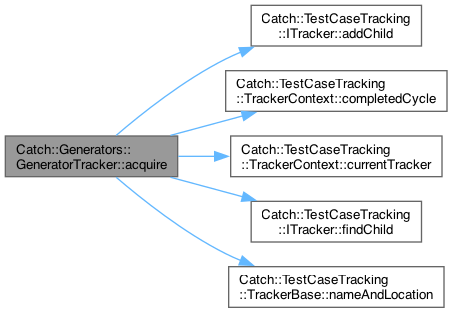 Catch::Generators::
GeneratorTracker::acquire
Catch::TestCaseTracking
::ITracker::addChild
Catch::TestCaseTracking
::TrackerContext::completedCycle
Catch::TestCaseTracking
::TrackerContext::currentTracker
Catch::TestCaseTracking
::ITracker::findChild
Catch::TestCaseTracking
::TrackerBase::nameAndLocation